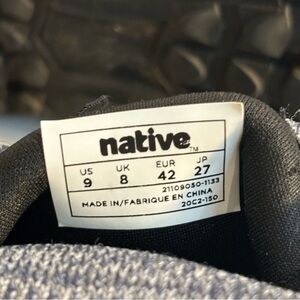 native™
US UK EUR JP
9 8 42 27
21109050-1133
MADE IN/FABRIQUE EN CHINA
20C2-150